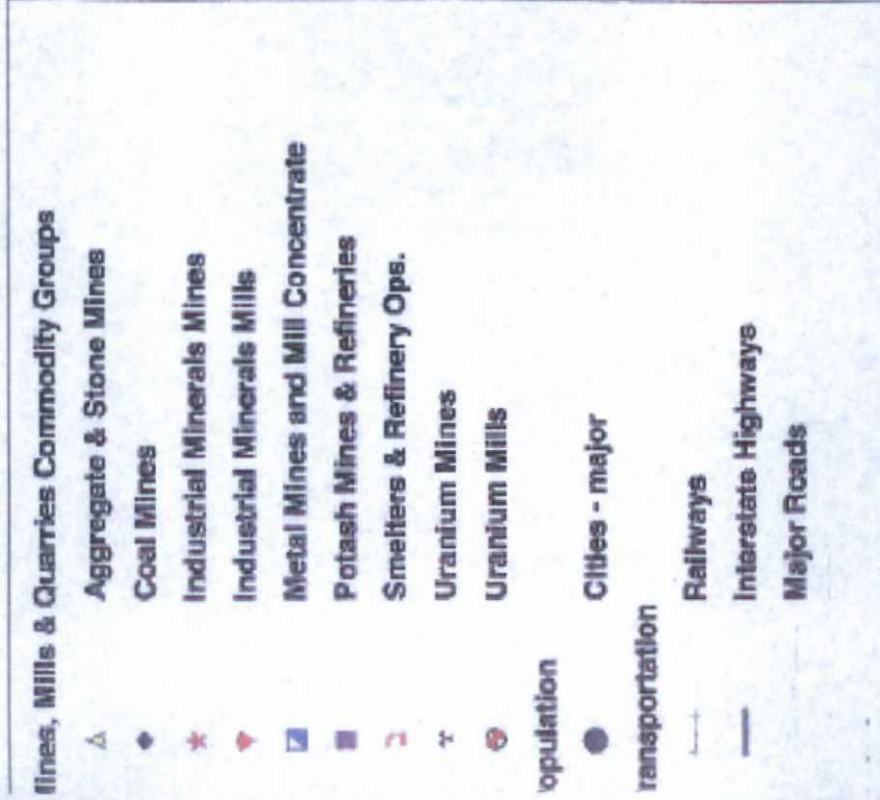 lines, Mills & Quarries Commodity Groups
Aggregate & Stone Mines
Coal Mines
Industrial Minerals Mines
Industrial Minerals Mills
Metal Mines and Mill Concentrate
Potash Mines & Refineries
Smelters & Refinery Ops.
Uranium Mines
Uranium Mills
opulation
Cities - major
ransportation
Railways
Interstate Highways
Major Roads